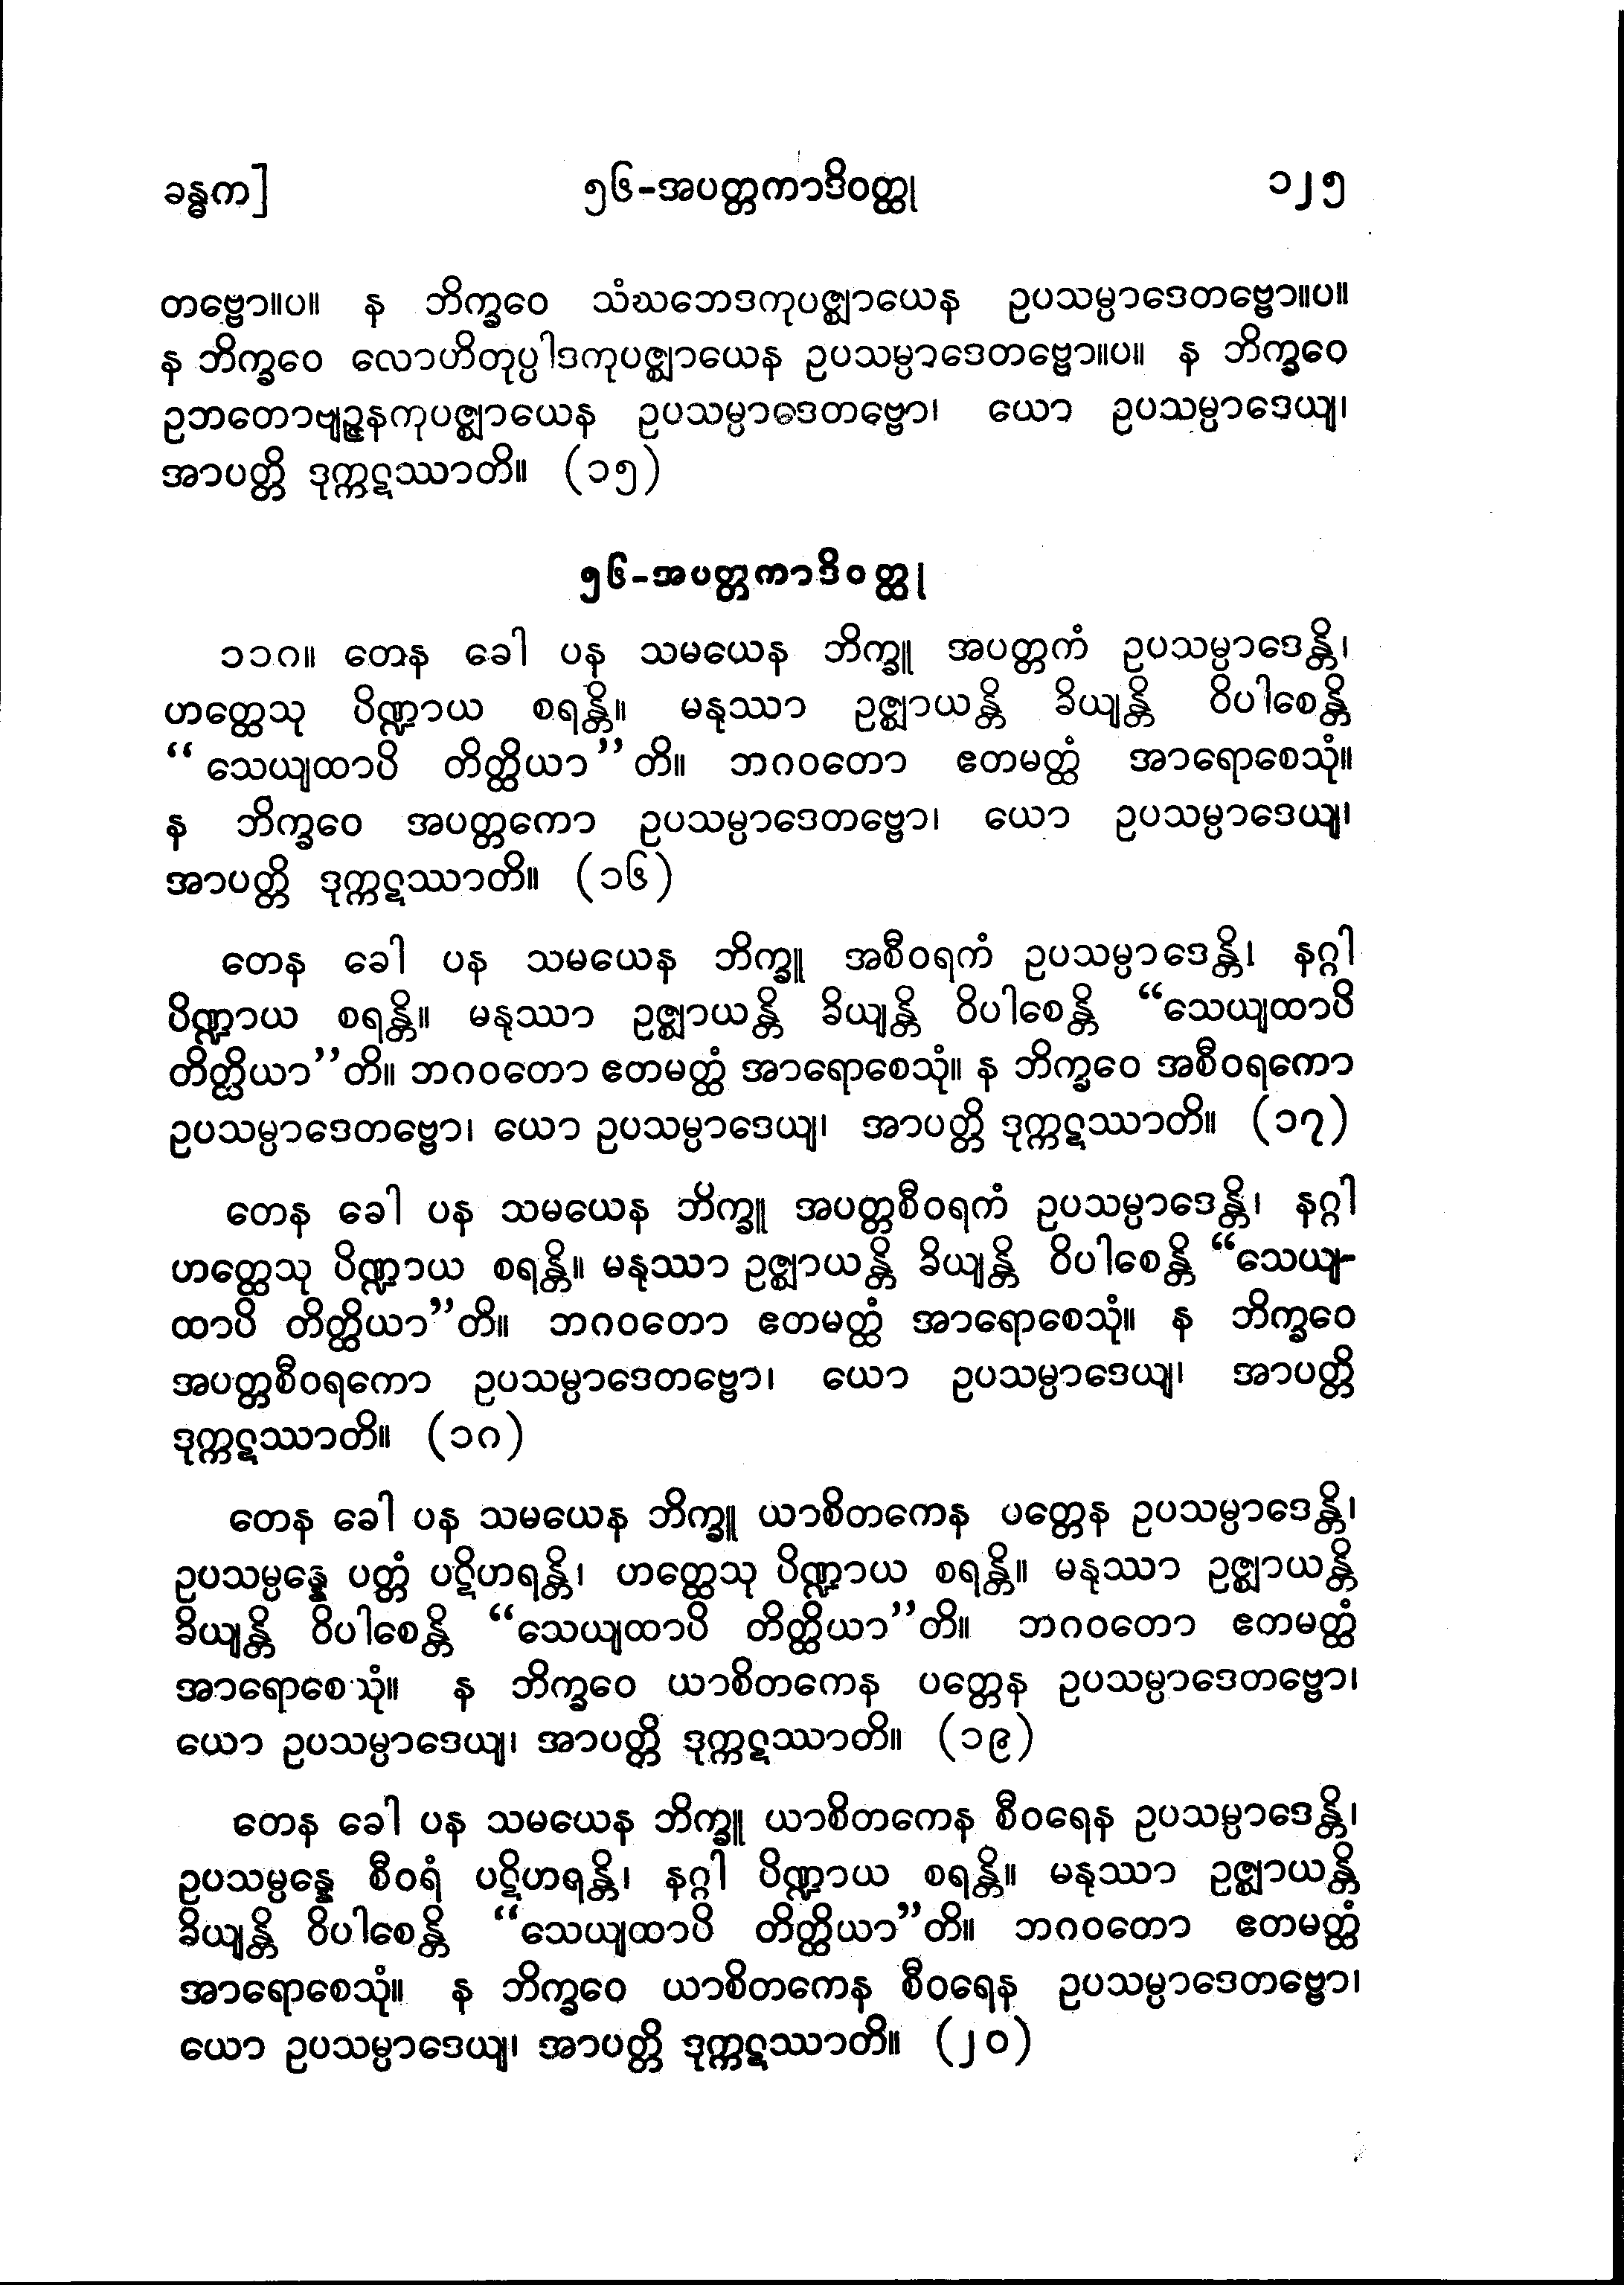 ခန္ဓက] ၅၆-အပတ္တကာဒိဝတ္ထု ၁၂၅
တဗ္ဗော။ပ။ န ဘိက္ခဝေ သံဃဘေဒကုပဇ္ဈာယေန ဥပသမ္ပာဒေတဗ္ဗော။ပ။
န ဘိက္ခဝေ လောဟိတုပ္ပါဒကုပဇ္ဈာယေန ဥပသမ္ပာဒေတဗ္ဗော။ပ။ န ဘိက္ခဝေ
ဥဘတောဗျဉ္ဇနကုပဇ္ဈာယေန ဥပသမ္ပာဒေတဗ္ဗော၊ ယော ဥပသမ္ပာဒေယျ၊
အာပတ္တိ ဒုက္ကဋဿာတိ။ (၁၅)
၅၆-အပတ္တကာဒိဝတ္ထု
၁၁၈။ တေန ခေါ ပန သမယေန ဘိက္ခူ အပတ္တကံ ဥပသမ္ပာဒေန္တိ၊
ဟတ္ထေသု ပိဏ္ဍာယ စရန္တိ။ မနုဿာ ဥဇ္ဈာယန္တိ ခိယျန္တိ ဝိပါစေန္တိ
“သေယျထာပိ တိတ္ထိယာ”တိ။ ဘဂဝတော ဧတမတ္ထံ အာရောစေသုံ။
န ဘိက္ခဝေ အပတ္တကော ဥပသမ္ပာဒေတဗ္ဗော၊ ယော ဥပသမ္ပာဒေယျ၊
အာပတ္တိ ဒုက္ကဋဿာတိ။ (၁၆)
တေန ခေါ ပန သမယေန ဘိက္ခူ အစီဝရကံ ဥပသမ္ပာဒေန္တိ၊ နဂ္ဂါ
ပိဏ္ဍာယ စရန္တိ။ မနုဿာ ဥဇ္ဈာယန္တိ ခိယျန္တိ ဝိပါစေန္တိ “သေယျထာပိ
တိတ္ထိယာ”တိ။ ဘဂဝတော ဧတမတ္ထံ အာရောစေသုံ။ န ဘိက္ခဝေ အစီဝရကော
ဥပသမ္ပာဒေတဗ္ဗော၊ ယော ဥပသမ္ပာဒေယျ၊ အာပတ္တိ ဒုက္ကဋဿာတိ။ (၁၇)
တေန ခေါ ပန သမယေန ဘိက္ခူ အပတ္တစီဝရကံ ဥပသမ္ပာဒေန္တိ၊ နဂ္ဂါ
ဟတ္ထေသု ပိဏ္ဍာယ စရန္တိ။ မနုဿာ ဥဇ္ဈာယန္တိ ခိယျန္တိ ဝိပါစေန္တိ “သေယျ-
ထာပိ တိတ္ထိယာ”တိ။ ဘဂဝတော ဧတမတ္ထံ အာရောစေသုံ။ န ဘိက္ခဝေ
အပတ္တစီဝရကော ဥပသမ္ပာဒေတဗ္ဗော၊ ယော ဥပသမ္ပာဒေယျ၊ အာပတ္တိ
ဒုက္ကဋဿာတိ။ (၁၈)
တေန ခေါ ပန သမယေန ဘိက္ခူ ယာစိတကေန ပတ္တေန ဥပသမ္ပာဒေန္တိ၊
ဥပသမ္ပန္နေ ပတ္တံ ပဋိဟရန္တိ၊ ဟတ္ထေသု ပိဏ္ဍာယ စရန္တိ။ မနုဿာ ဥဇ္ဈာယန္တိ
ခိယျန္တိ ဝိပါစေန္တိ “သေယျထာပိ တိတ္ထိယာ”တိ။ ဘဂဝတော ဧတမတ္ထံ
အာရောစေသုံ။ န ဘိက္ခဝေ ယာစိတကေန ပတ္တေန ဥပသမ္ပာဒေတဗ္ဗော၊
ယော ဥပသမ္ပာဒေယျ၊ အာပတ္တိ ဒုက္ကဋဿာတိ။ (၁၉)
တေန ခေါ ပန သမယေန ဘိက္ခူ ယာစိတကေန စီဝရေန ဥပသမ္ပာဒေန္တိ၊
ဥပသမ္ပန္နေ စီဝရံ ပဋိဟရန္တိ၊ နဂ္ဂါ ပိဏ္ဍာယ စရန္တိ။ မနုဿာ ဥဇ္ဈာယန္တိ
ခိယျန္တိ ဝိပါစေန္တိ “သေယျထာပိ တိတ္ထိယာ”တိ။ ဘဂဝတော ဧတမတ္ထံ
အာရောစေသုံ။ န ဘိက္ခဝေ ယာစိတကေန စီဝရေန ဥပသမ္ပာဒေတဗ္ဗော၊
ယော ဥပသမ္ပာဒေယျ၊ အာပတ္တိ ဒုက္ကဋဿာတိ။ (၂၀)